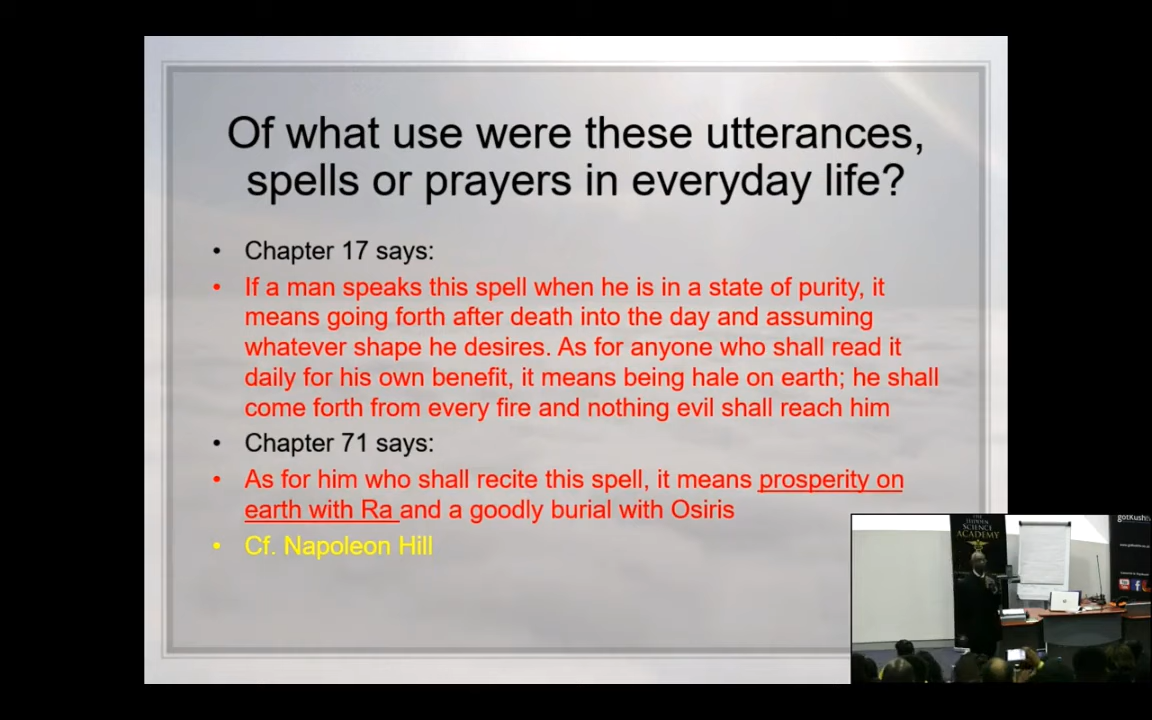 Of what use were these utterances,
spells or prayers in everyday life?
• Chapter 17 says:
• If a man speaks this spell when he is in a state of purity, it
means going forth after death into the day and assuming
whatever shape he desires. As for anyone who shall read it
daily for his own benefit, it means being hale on earth; he shall
come forth from every fire and nothing evil shall reach him
• Chapter 71 says:
• As for him who shall recite this spell, it means prosperity on
earth with Ra and a goodly burial with Osiris
• Cf. Napoleon Hill
SCIENCE
ACADEMY
gotKush